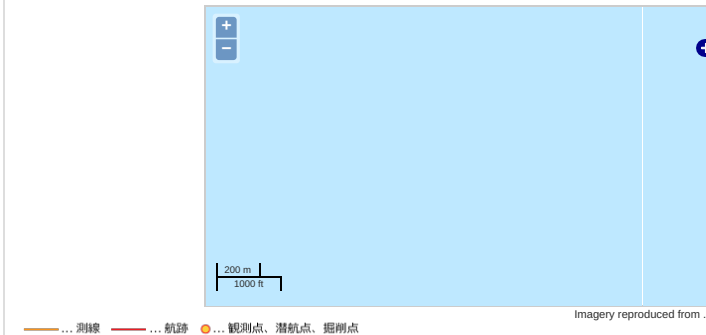 +
−
200 m
1000 ft
Imagery reproduced from .
... 測線 ... 航跡 ... 観測点、潜航点、掘削点